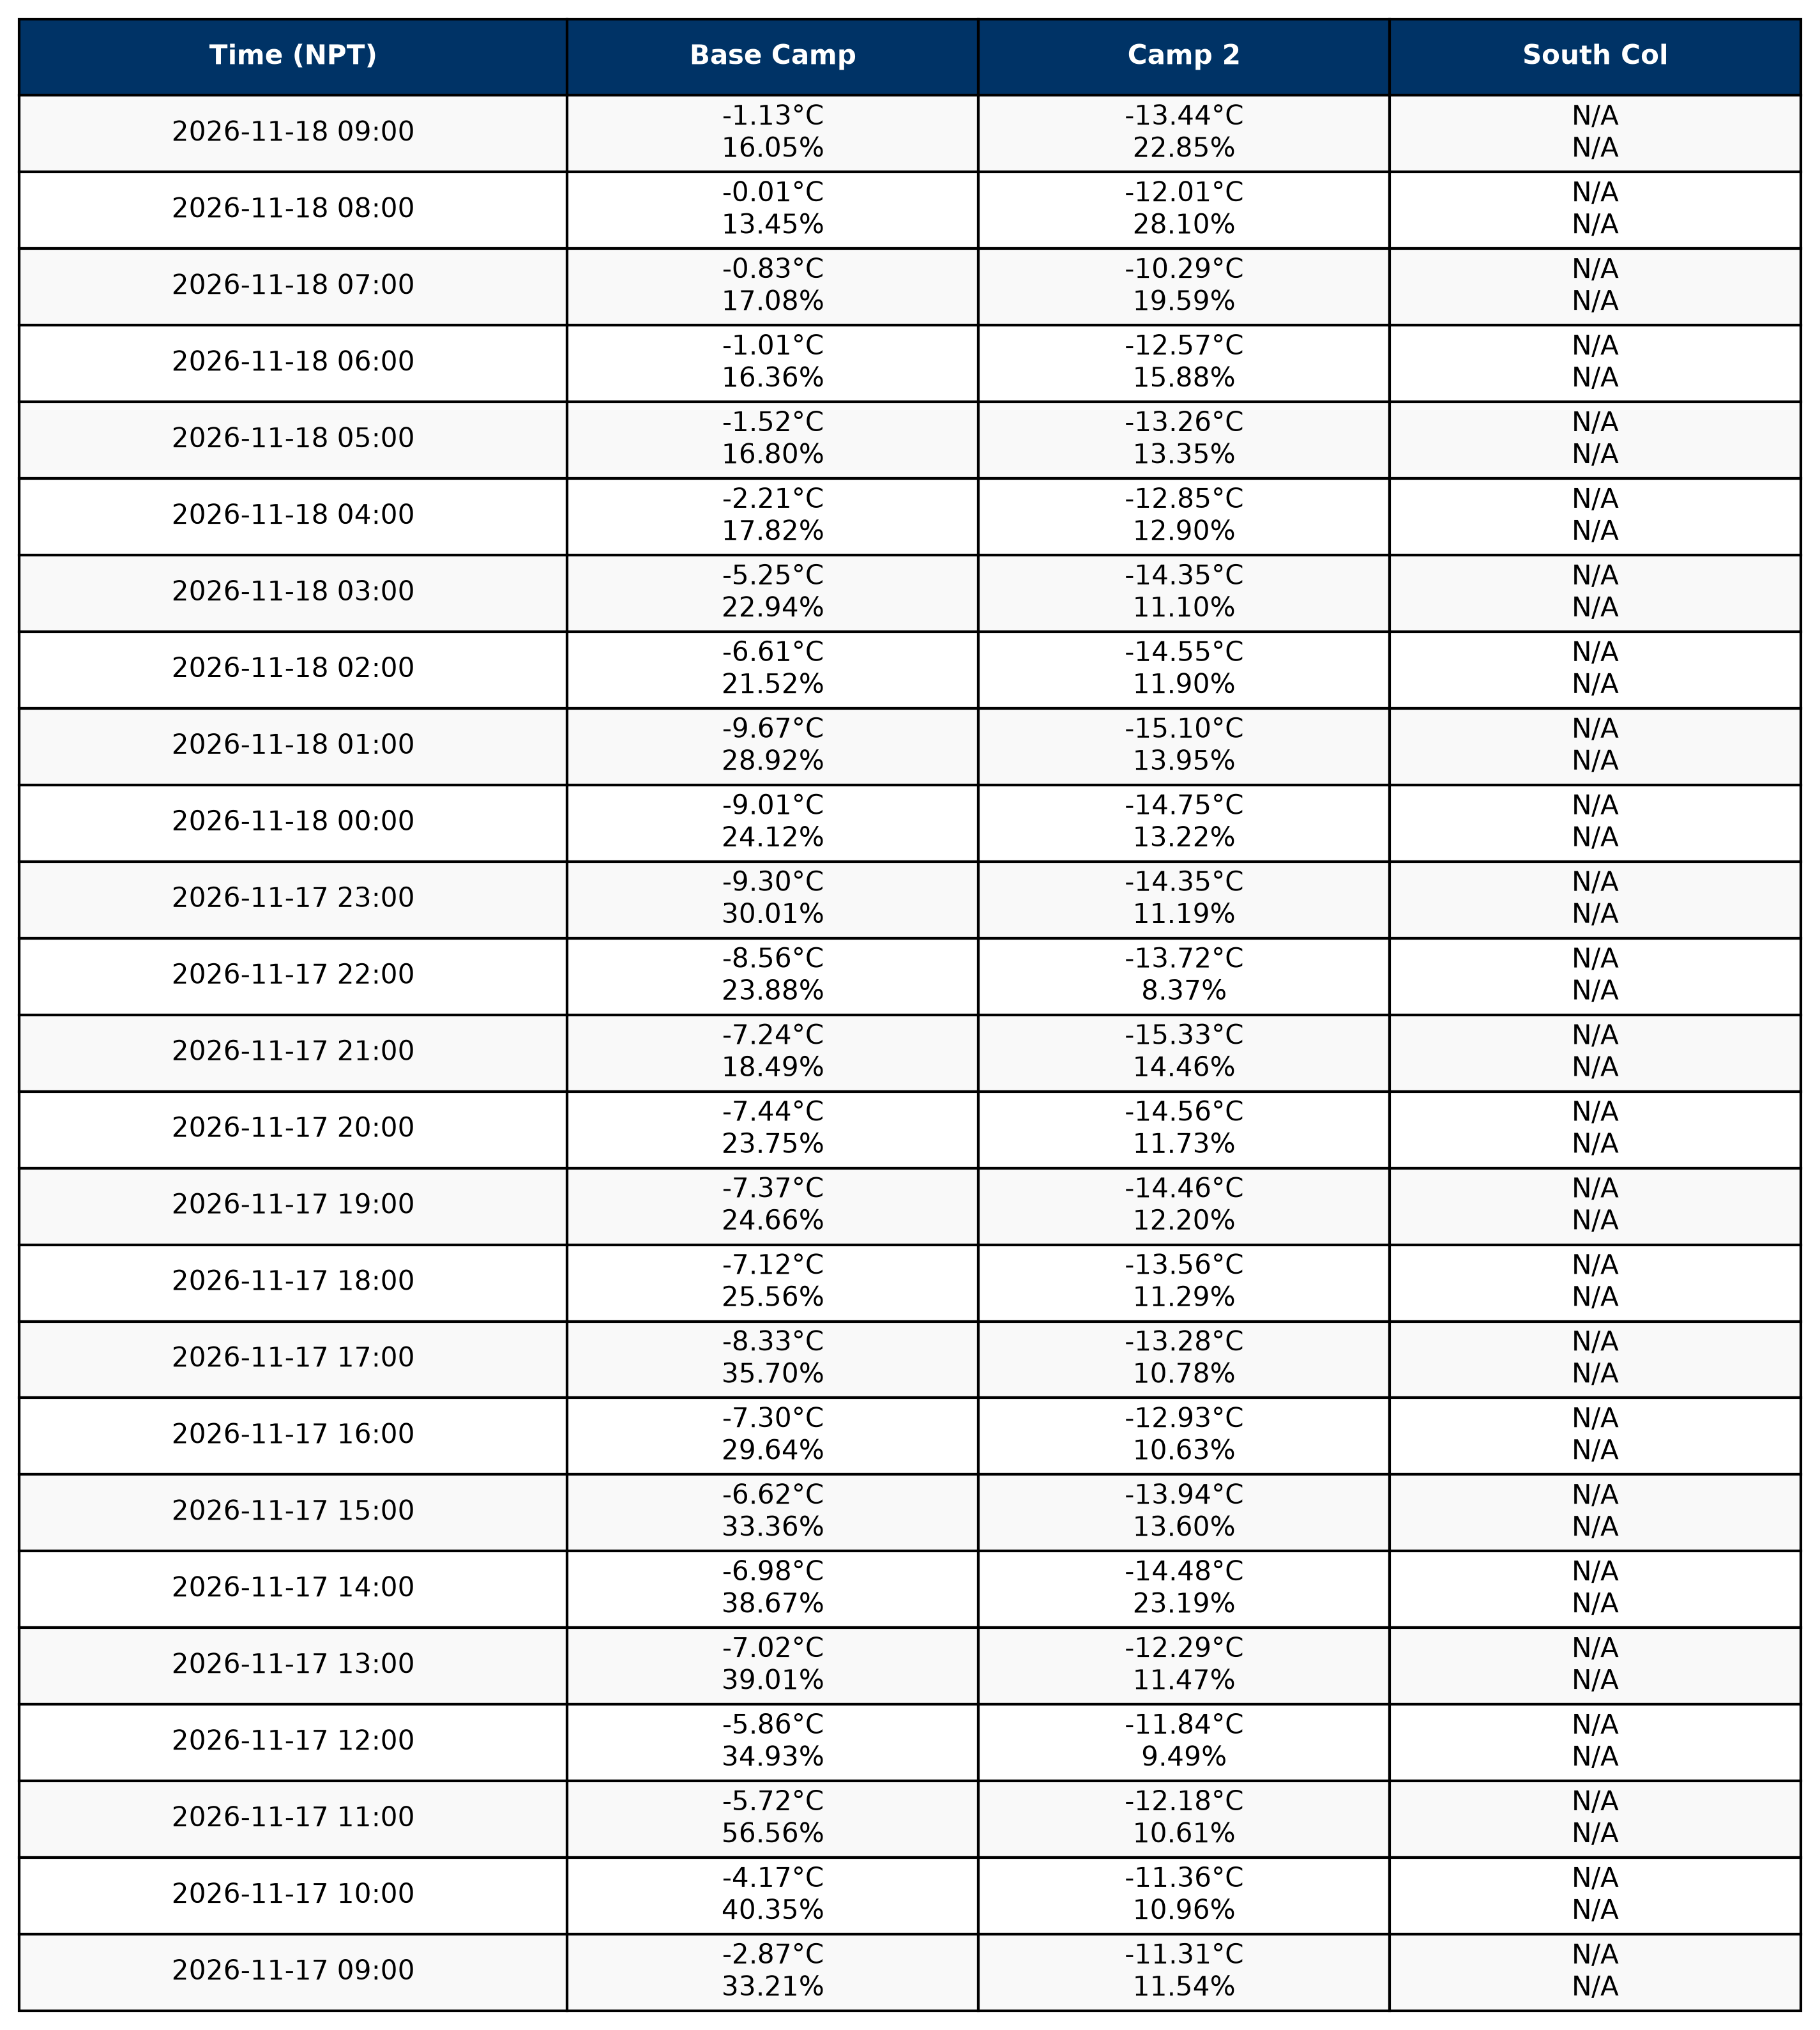 Time (NPT) Base Camp Camp 2 South Col
2026-11-18 09:00 -1.13°C -13.44°C N/A
16.05% 22.85% N/A
2026-11-18 08:00 -0.01°C -12.01°C N/A
13.45% 28.10% N/A
2026-11-18 07:00 -0.83°C -10.29°C N/A
17.08% 19.59% N/A
2026-11-18 06:00 -1.01°C -12.57°C N/A
16.36% 15.88% N/A
2026-11-18 05:00 -1.52°C -13.26°C N/A
16.80% 13.35% N/A
2026-11-18 04:00 -2.21°C -12.85°C N/A
17.82% 12.90% N/A
2026-11-18 03:00 -5.25°C -14.35°C N/A
22.94% 11.10% N/A
2026-11-18 02:00 -6.61°C -14.55°C N/A
21.52% 11.90% N/A
2026-11-18 01:00 -9.67°C -15.10°C N/A
28.92% 13.95% N/A
2026-11-18 00:00 -9.01°C -14.75°C N/A
24.12% 13.22% N/A
2026-11-17 23:00 -9.30°C -14.35°C N/A
30.01% 11.19% N/A
2026-11-17 22:00 -8.56°C -13.72°C N/A
23.88% 8.37% N/A
2026-11-17 21:00 -7.24°C -15.33°C N/A
18.49% 14.46% N/A
2026-11-17 20:00 -7.44°C -14.56°C N/A
23.75% 11.73% N/A
2026-11-17 19:00 -7.37°C -14.46°C N/A
24.66% 12.20% N/A
2026-11-17 18:00 -7.12°C -13.56°C N/A
25.56% 11.29% N/A
2026-11-17 17:00 -8.33°C -13.28°C N/A
35.70% 10.78% N/A
2026-11-17 16:00 -7.30°C -12.93°C N/A
29.64% 10.63% N/A
2026-11-17 15:00 -6.62°C -13.94°C N/A
33.36% 13.60% N/A
2026-11-17 14:00 -6.98°C -14.48°C N/A
38.67% 23.19% N/A
2026-11-17 13:00 -7.02°C -12.29°C N/A
39.01% 11.47% N/A
2026-11-17 12:00 -5.86°C -11.84°C N/A
34.93% 9.49% N/A
2026-11-17 11:00 -5.72°C -12.18°C N/A
56.56% 10.61% N/A
2026-11-17 10:00 -4.17°C -11.36°C N/A
40.35% 10.96% N/A
2026-11-17 09:00 -2.87°C -11.31°C N/A
33.21% 11.54% N/A